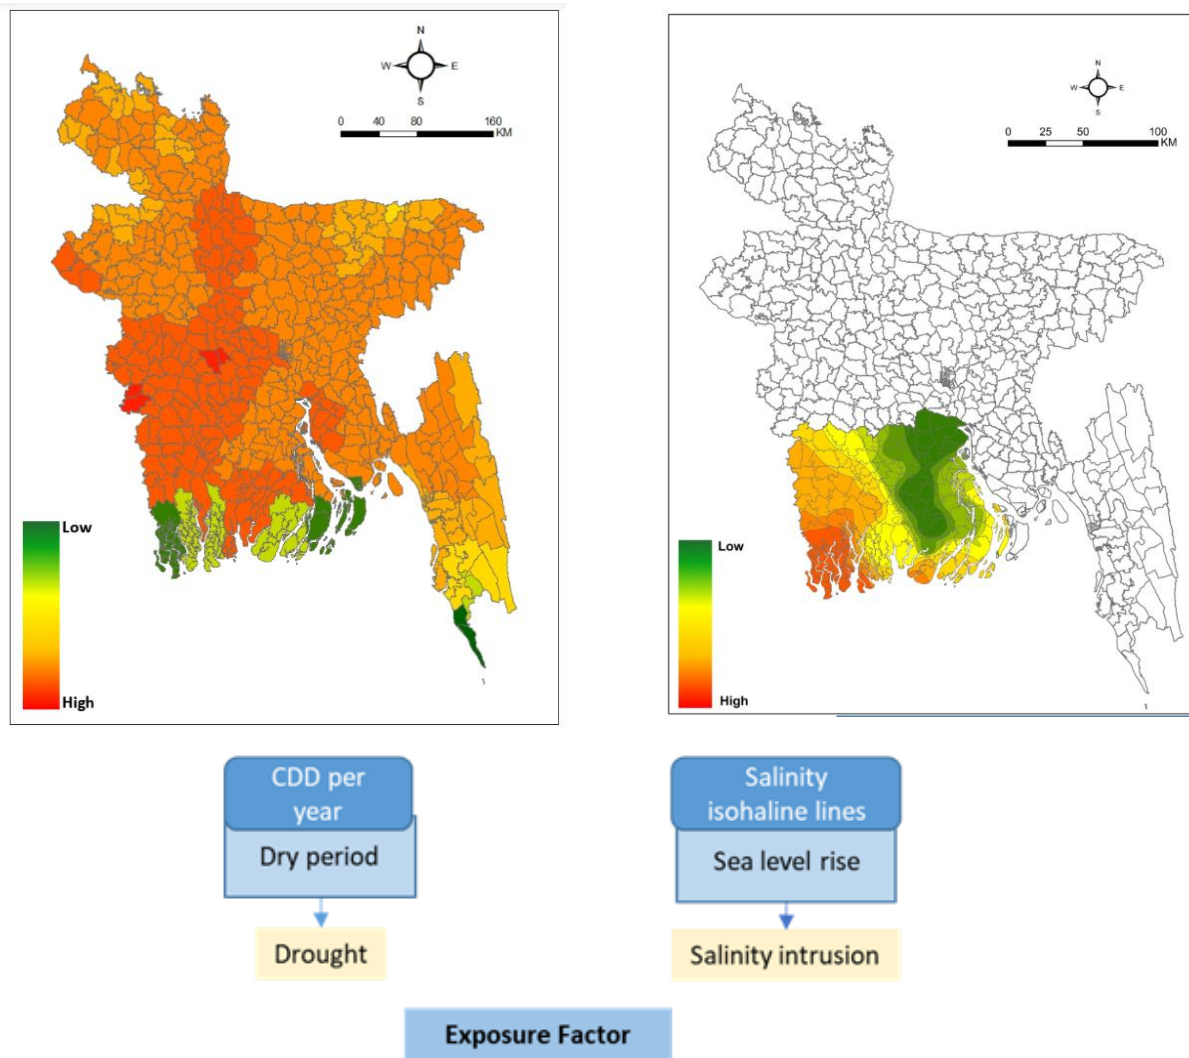 N
W E
S
0 40 80 160
KM
Low
High
N
W E
S
0 25 50 100
KM
Low
High
CDD per
year
Dry period
Drought
Salinity
isohaline lines
Sea level rise
Salinity intrusion
Exposure Factor